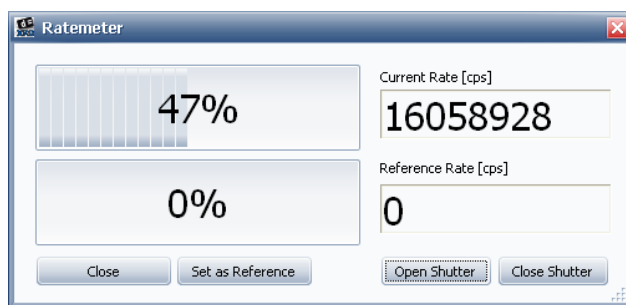 Ratemeter
47%
Current Rate [cps]
16058928
0%
Reference Rate [cps]
0
Close
Set as Reference
Open Shutter
Close Shutter